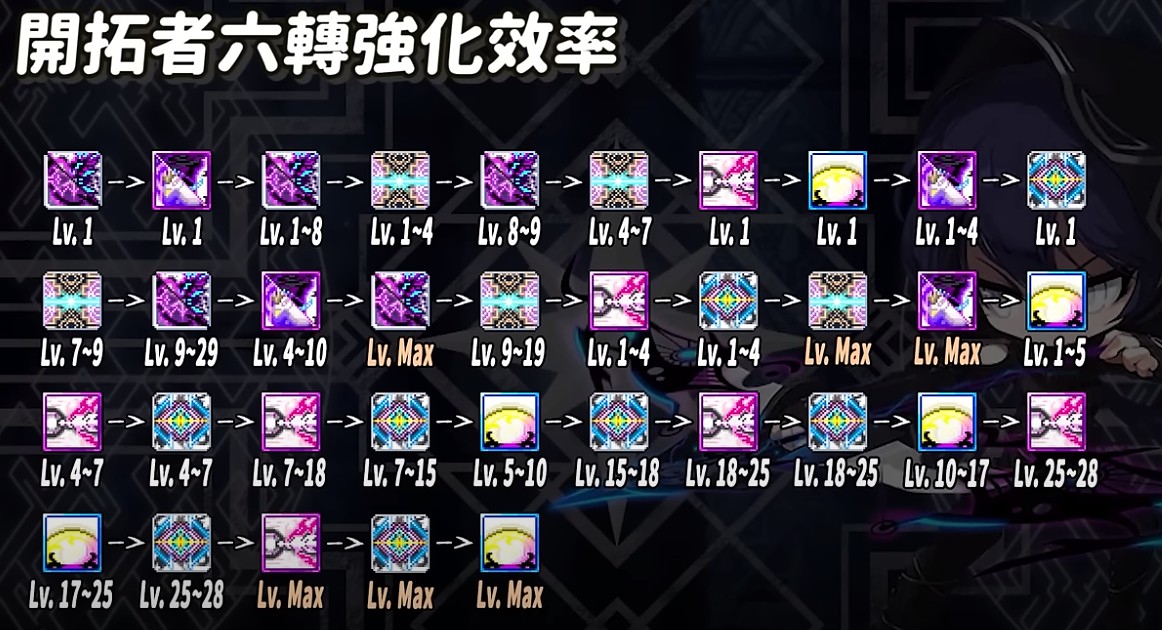 開拓者六轉強化效率
Lv. 1 Lv. 1 Lv. 1~8 Lv. 1~4 Lv. 8~9 Lv. 4~7 Lv. 1 Lv. 1 Lv. 1~4 Lv. 1
Lv. 7~9 Lv. 9~29 Lv. 4~10 Lv. Max Lv. 9~19 Lv. 1~4 Lv. 1~4 Lv. Max Lv. Max Lv. 1~5
Lv. 4~7 Lv. 4~7 Lv. 7~18 Lv. 7~15 Lv. 5~10 Lv. 15~18 Lv. 18~25 Lv. 18~25 Lv. 10~17 Lv. 25~28
Lv. 17~25 Lv. 25~28 Lv. Max Lv. Max Lv. Max